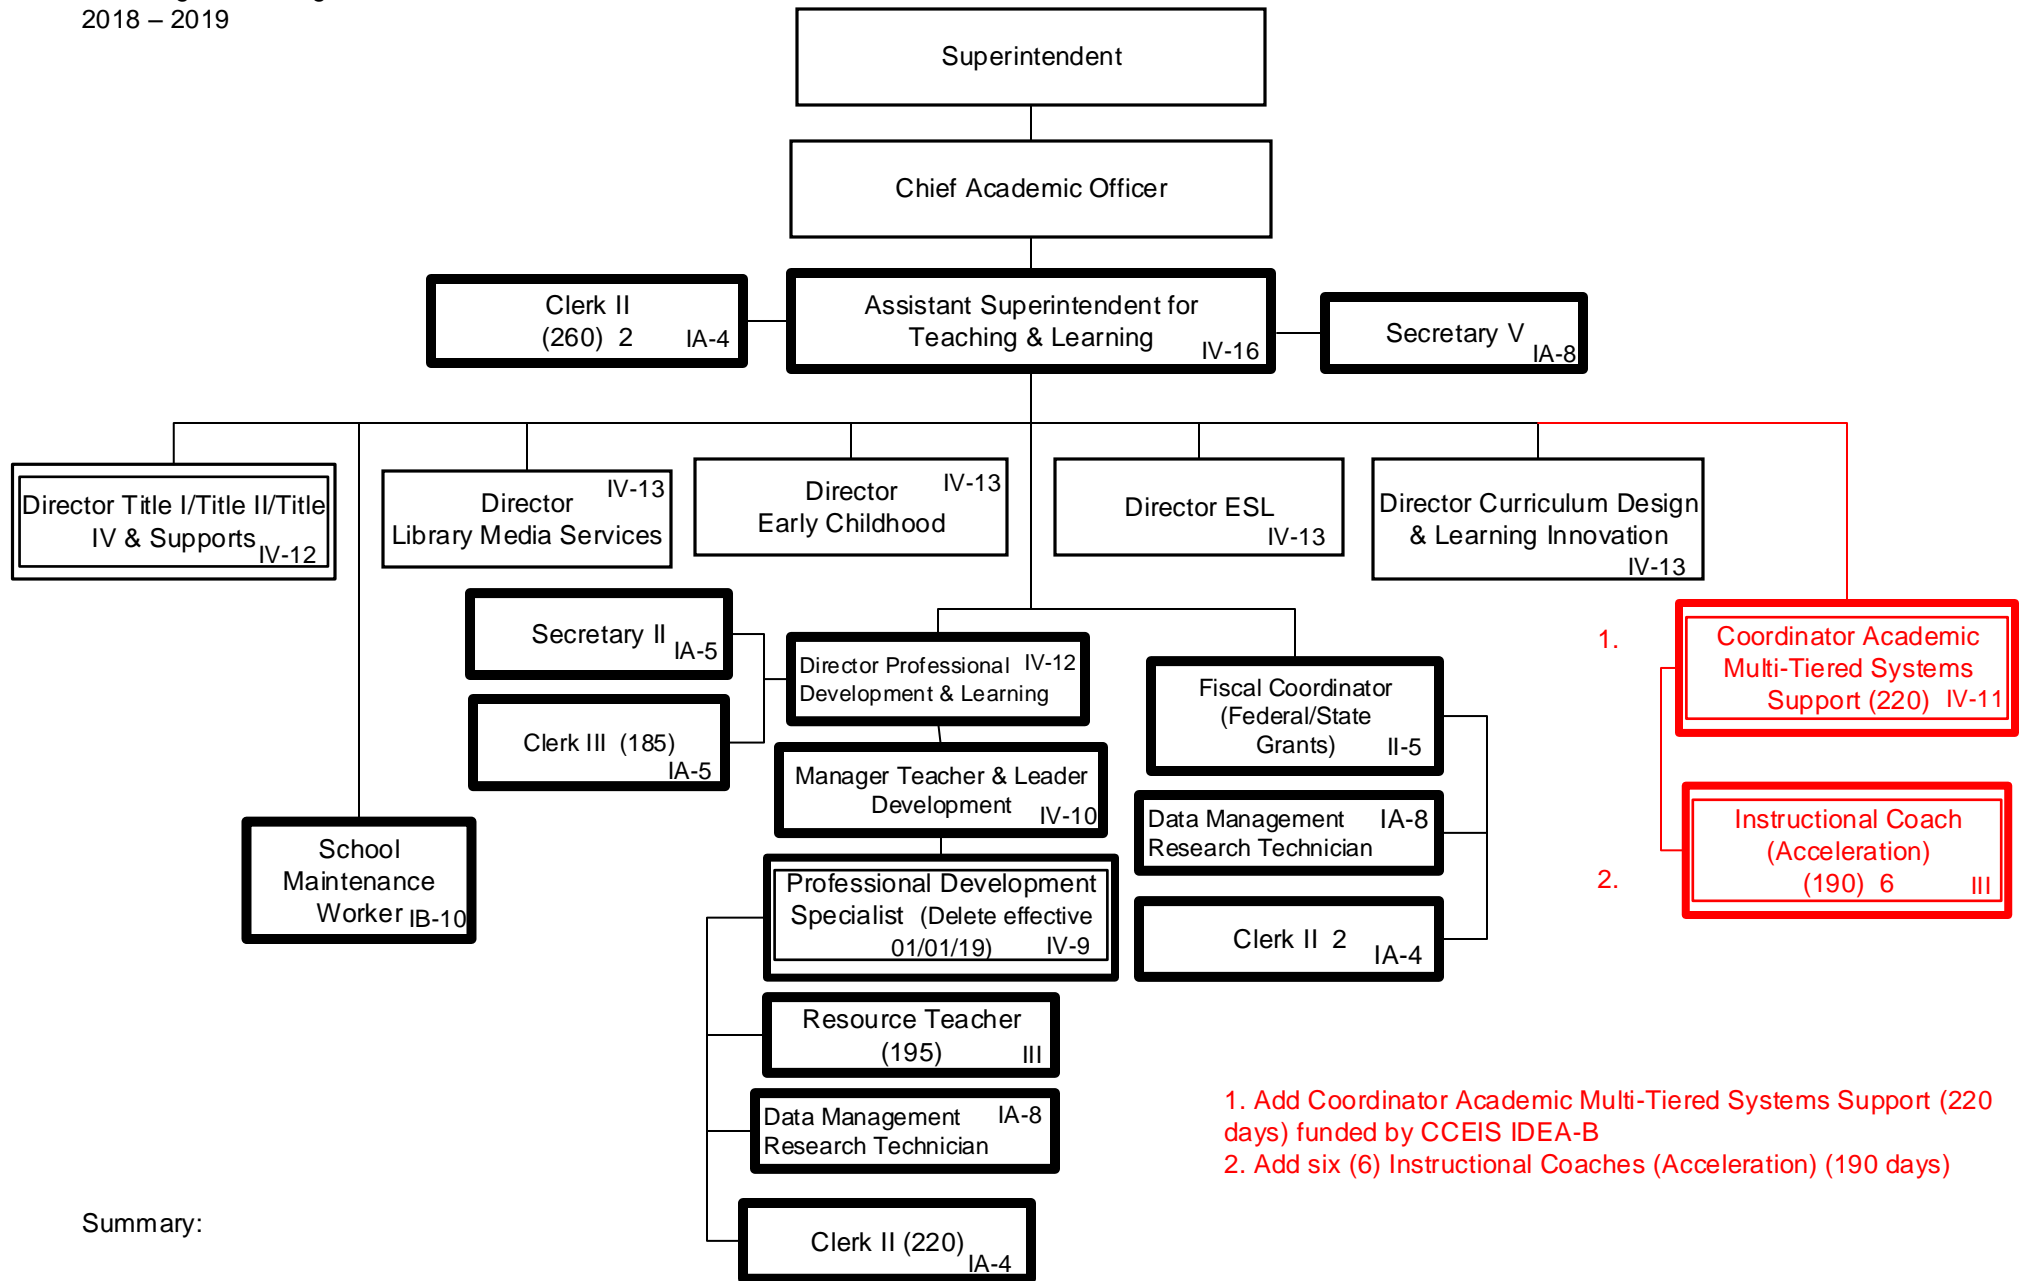 2018 – 2019
Superintendent
Chief Academic Officer
Clerk II
(260) 2 IA-4
Assistant Superintendent for
Teaching & Learning
IV-16
Secretary V
IA-8
Director Title I/Title II/Title
IV & Supports
IV-12
IV-13
Director
Library Media Services
Director IV-13
Early Childhood
Director ESL
IV-13
Director Curriculum Design
& Learning Innovation
IV-13
Secretary II
IA-5
Clerk III (185)
IA-5
Director Professional IV-12
Development & Learning
Manager Teacher & Leader
Development
IV-10
Fiscal Coordinator
(Federal/State
Grants) II-5
1.
Coordinator Academic
Multi-Tiered Systems
Support (220) IV-11
School
Maintenance
Worker IB-10
Professional Development
Specialist (Delete effective
01/01/19) IV-9
Data Management IA-8
Research Technician
Clerk II 2
IA-4
2.
Instructional Coach
(Acceleration)
(190) 6 III
Resource Teacher
(195) III
Data Management IA-8
Research Technician
Clerk II (220)
IA-4
1. Add Coordinator Academic Multi-Tiered Systems Support (220
days) funded by CCEIS IDEA-B
2. Add six (6) Instructional Coaches (Acceleration) (190 days)
Summary: